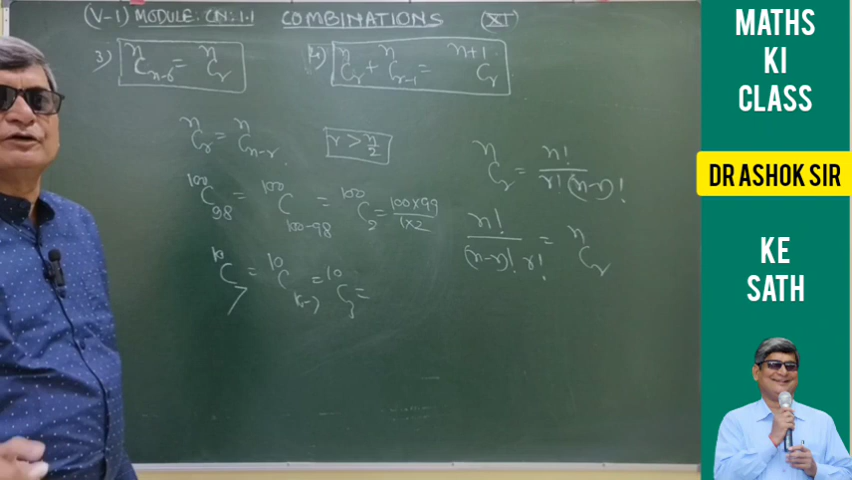 (V-1) MODULE: CN: 1.1 COMBINATIONS (XI)
3) ⁿCₙ₋ᵣ = ⁿCᵣ 4) ⁿCᵣ + ⁿCᵣ₋₁ = ⁿ⁺¹Cᵣ
ⁿCᵣ = ⁿCₙ₋ᵣ. r > n/2
ⁿCᵣ = n!/r!(n-r)!
¹⁰⁰C₉₈ = ¹⁰⁰C₁₀₀₋₉₈ = ¹⁰⁰C₂ = 100×99/1×2
n!/(n-r)! r! = ⁿCᵣ
¹⁰C₇ = ¹⁰C₁₀₋₇ = ¹⁰C₃ =
MATHS
KI
CLASS
DR ASHOK SIR
KE
SATH